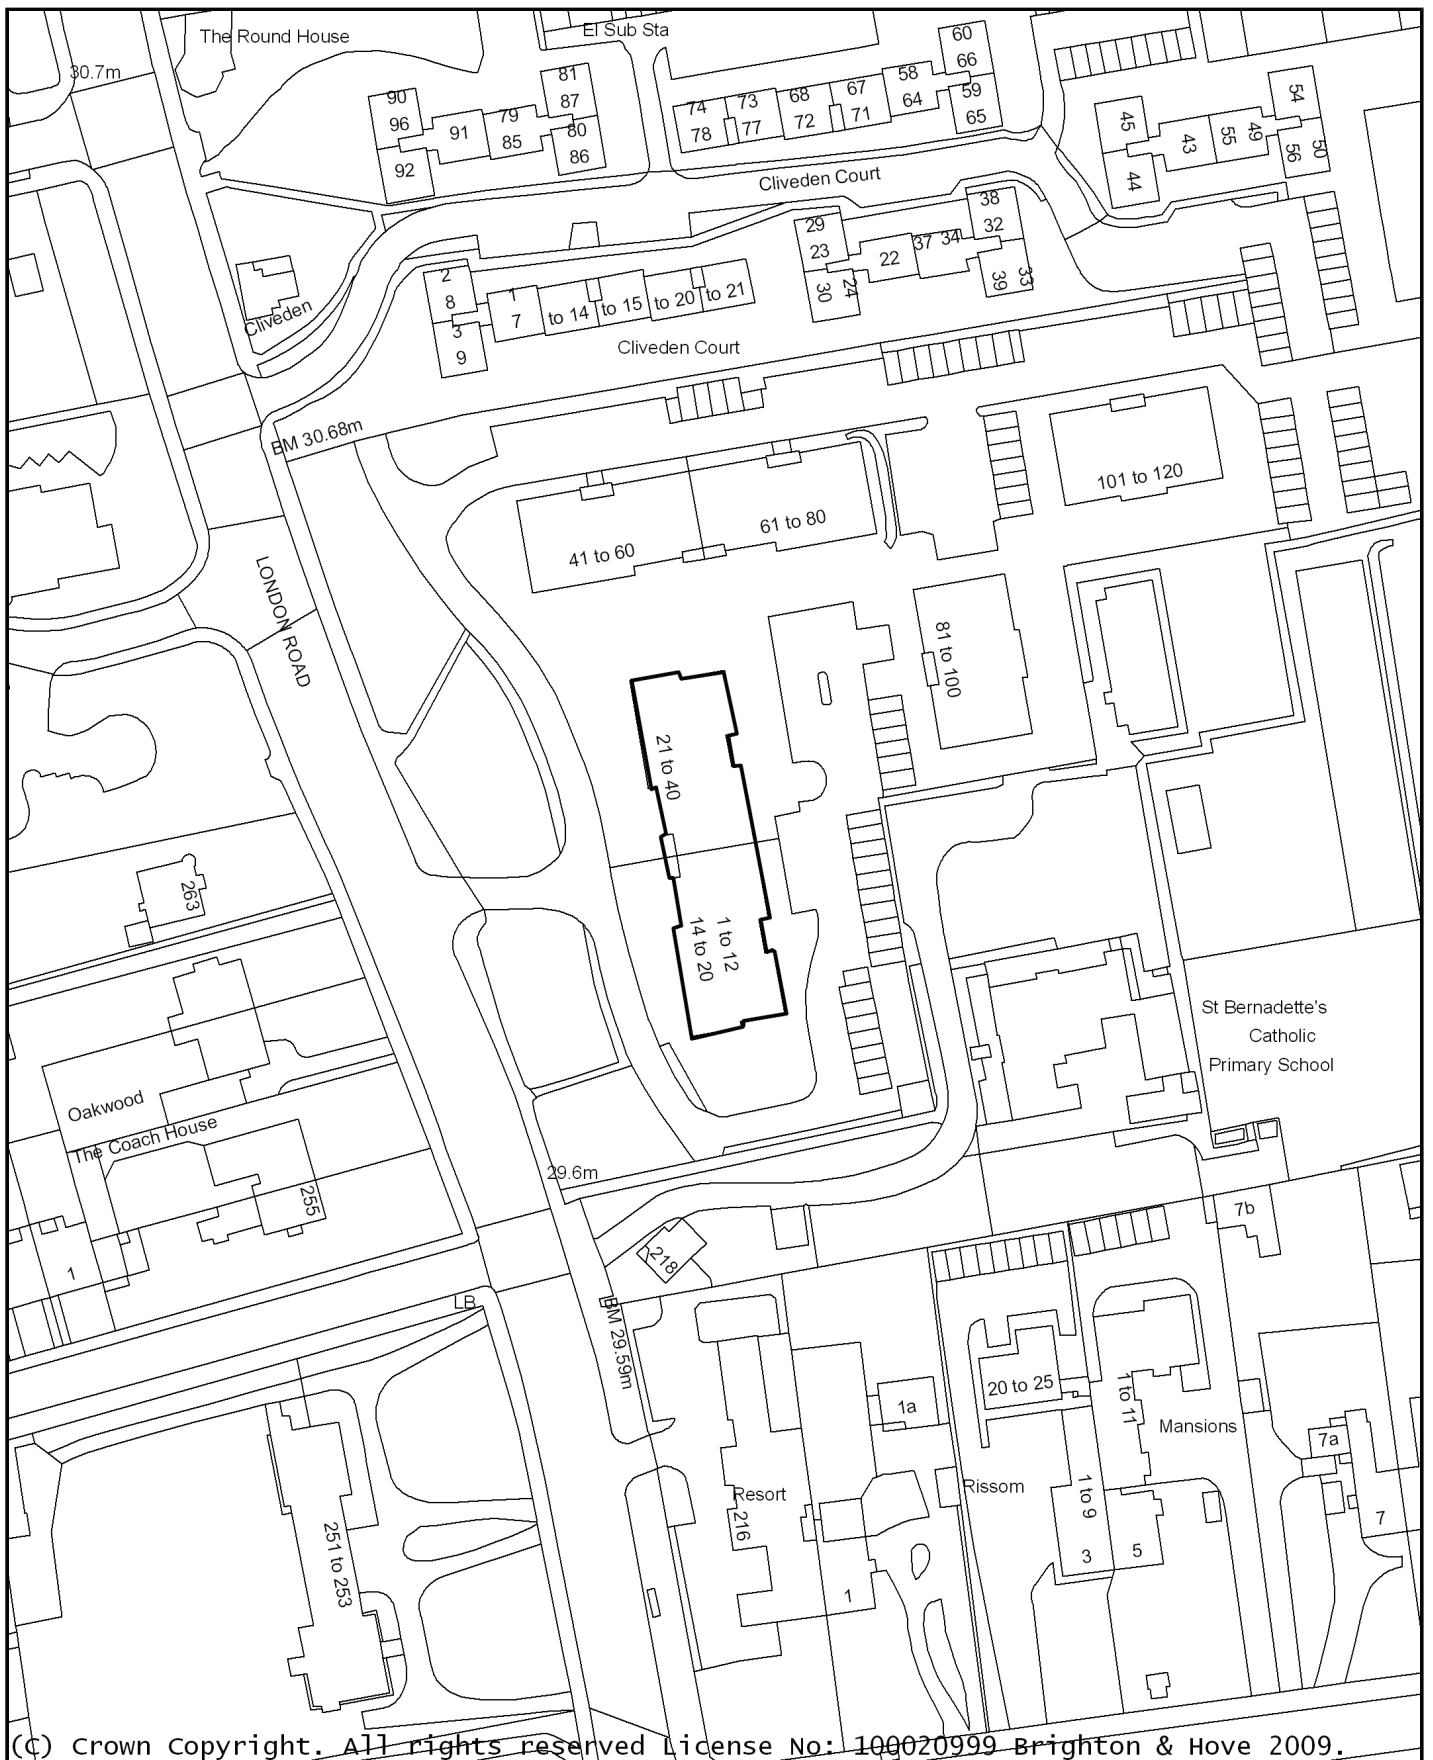 The Round House
El Sub Sta
30.7m
60
66
81
87
90
96
91
79
85
80
86
92
74
78
73
77
68
72
67
71
58
64
59
65
45
43
55
49
54
56
50
44
Cliveden Court
29
23
22
37 34
38
32
30
24
39
33
2
8
3
9
1
7
to 14
to 15
to 20
to 21
Cliveden
Cliveden Court
BM 30.68m
101 to 120
61 to 80
41 to 60
LONDON ROAD
81 to 100
21 to 40
263
1 to 12
14 to 20
St Bernadette's
Catholic
Primary School
Oakwood
The Coach House
255
29.6m
7b
218
1
LB
BM 29.59m
20 to 25
1 to 11
1a
Mansions
7a
Resort
216
Rissom
1 to 9
3
5
7
251 to 253
1
(C) Crown Copyright. All rights reserved License No: 100020999 Brighton & Hove 2009.